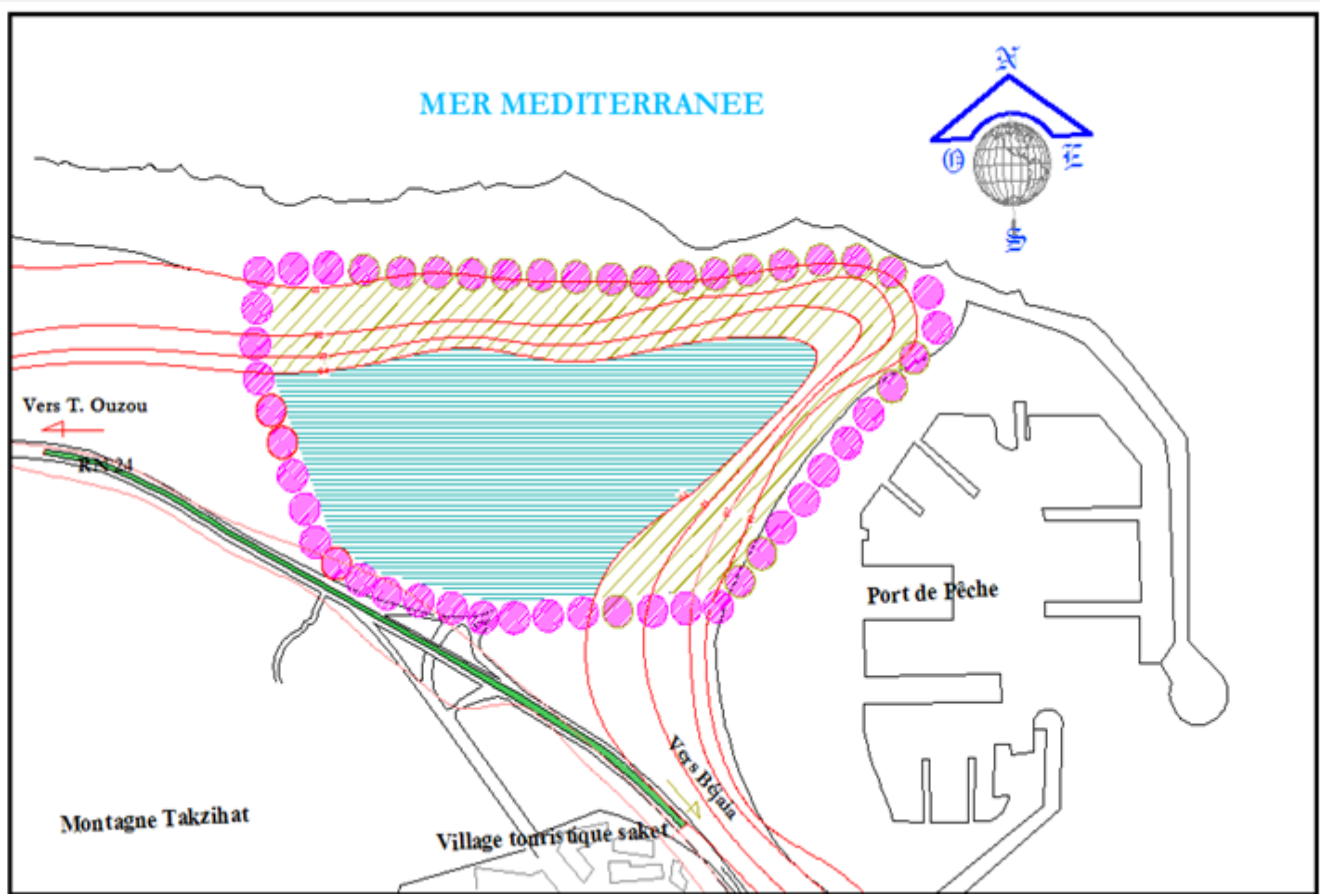 MER MEDITERRANEE
N
O
E
S
Vers T. Ouzou
RN 24
Port de Pêche
Vers Béjaia
Montagne Takzihat
Village touristique saket